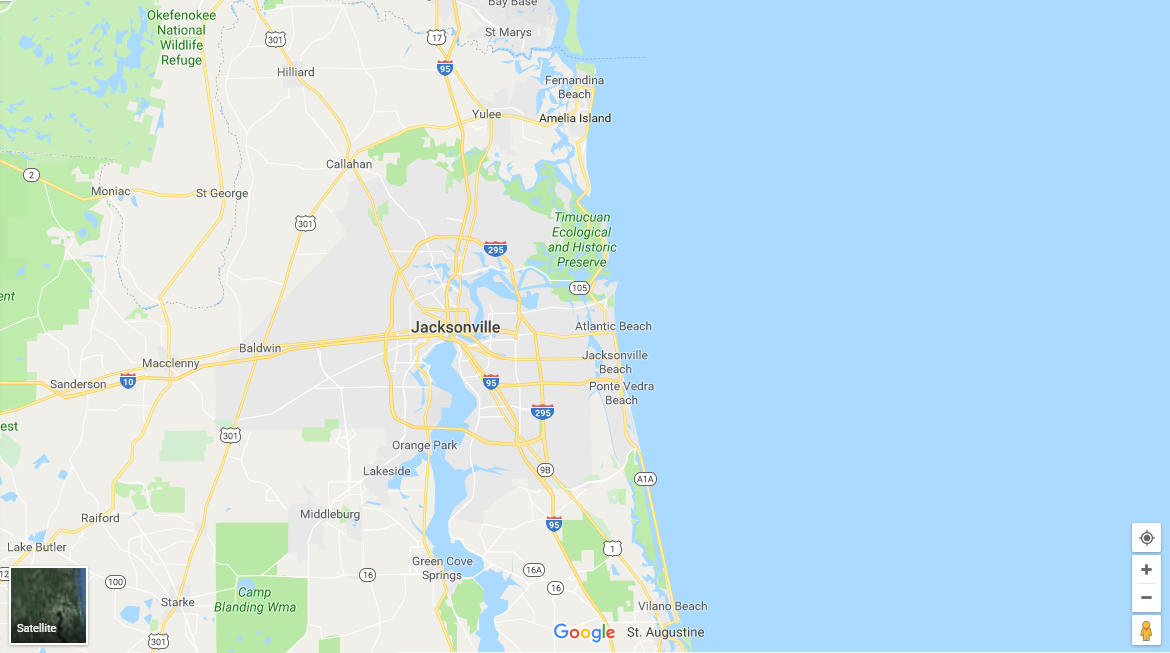 Bay Base
Okefenokee
National
Wildlife
Refuge
301
17
St Marys
95
Hilliard
Fernandina
Beach
Yulee
Amelia Island
Callahan
2
Moniac
St George
301
Timucuan
Ecological
and Historic
Preserve
295
105
ent
Jacksonville
Atlantic Beach
Baldwin
Jacksonville
Beach
Macclenny
Sanderson
10
95
Ponte Vedra
Beach
295
est
301
Orange Park
Lakeside
9B
A1A
Middleburg
Raiford
95
Lake Butler
1
Green Cove
Springs
12
100
16
16A
16
Camp
Blanding Wma
Starke
Vilano Beach
Satellite
301
Google
St. Augustine